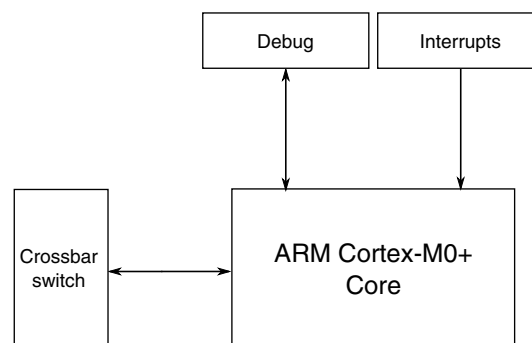 Debug
Interrupts
Crossbar
switch
ARM Cortex-M0+
Core